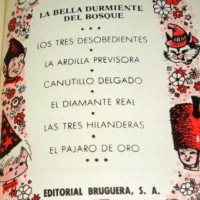 LA BELLA DURMIENTE
DEL BOSQUE
LOS TRES DESOBEDIENTES
LA ARDILLA PREVISORA
CANUTILLO DELGADO
EL DIAMANTE REAL
LAS TRES HILANDERAS
EL PAJARO DE ORO
EDITORIAL BRUGUERA, S. A.